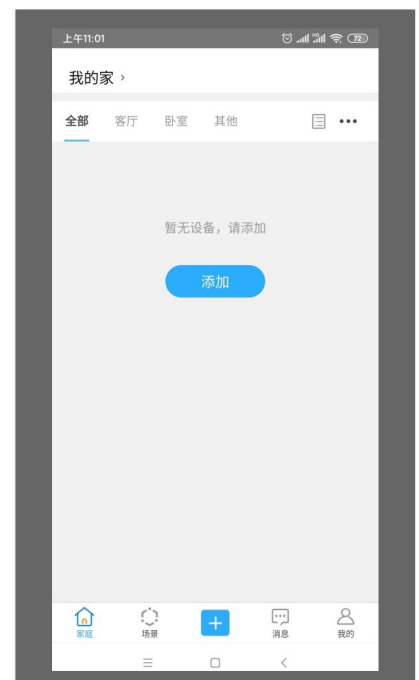 上午11:01
72
我的家 ›
全部 客厅 卧室 其他
暂无设备，请添加
添加
家庭 场景 消息 我的